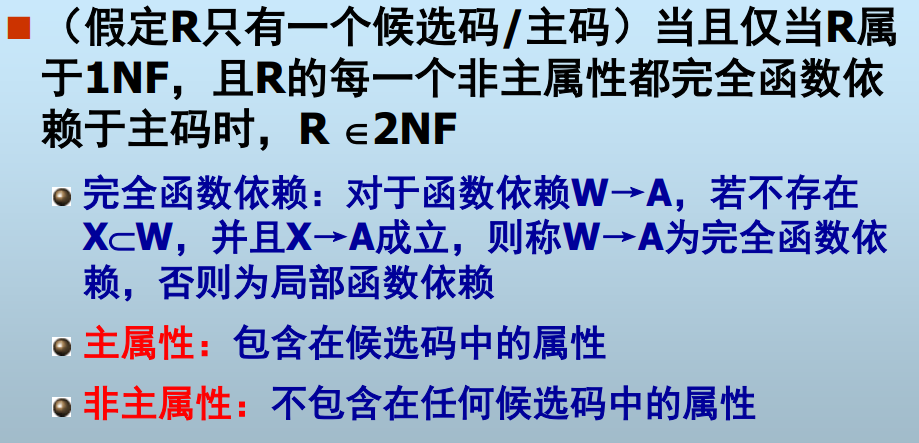 （假定R只有一个候选码/主码）当且仅当R属
于1NF，且R的每一个非主属性都完全函数依
赖于主码时，R ∈2NF
完全函数依赖：对于函数依赖W→A，若不存在
X⊂W，并且X→A成立，则称W→A为完全函数依
赖，否则为局部函数依赖
主属性：包含在候选码中的属性
非主属性：不包含在任何候选码中的属性